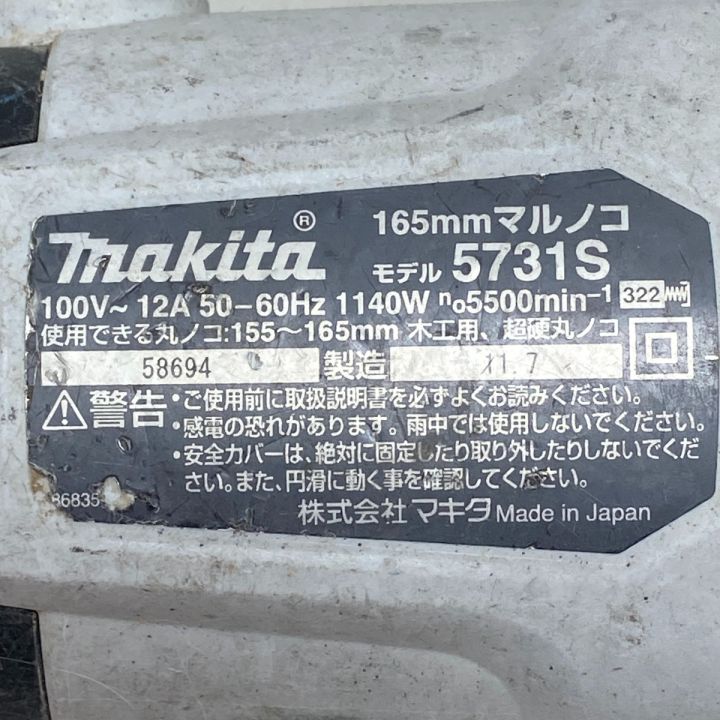 makita®
165mmマルノコ
モデル 5731S
100V~ 12A 50-60Hz 1140W n₀5500min⁻¹ 322
使用できる丸ノコ:155~165mm 木工用、超硬丸ノコ
58694 製造 11.7
警告 ・ご使用前に取扱説明書を必ずよくお読みください。
・感電の恐れがあります。雨中では使用しないでください。
・安全カバーは、絶対に固定したり取り外したりしないでくだ
さい。また、円滑に動く事を確認してください。
株式会社 マキタ Made in Japan